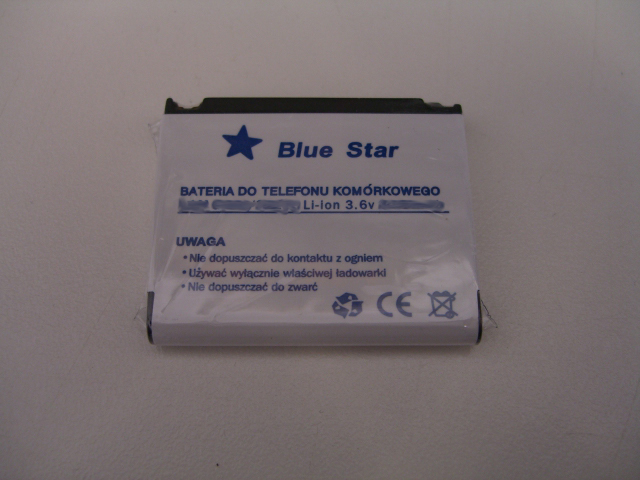 Blue Star
BATERIA DO TELEFONU KOMÓRKOWEGO
Li-Ion 3.6v
UWAGA
• Nie dopuszczać do kontaktu z ogniem
• Używać wyłącznie właściwej ładowarki
• Nie dopuszczać do zwarć
CE